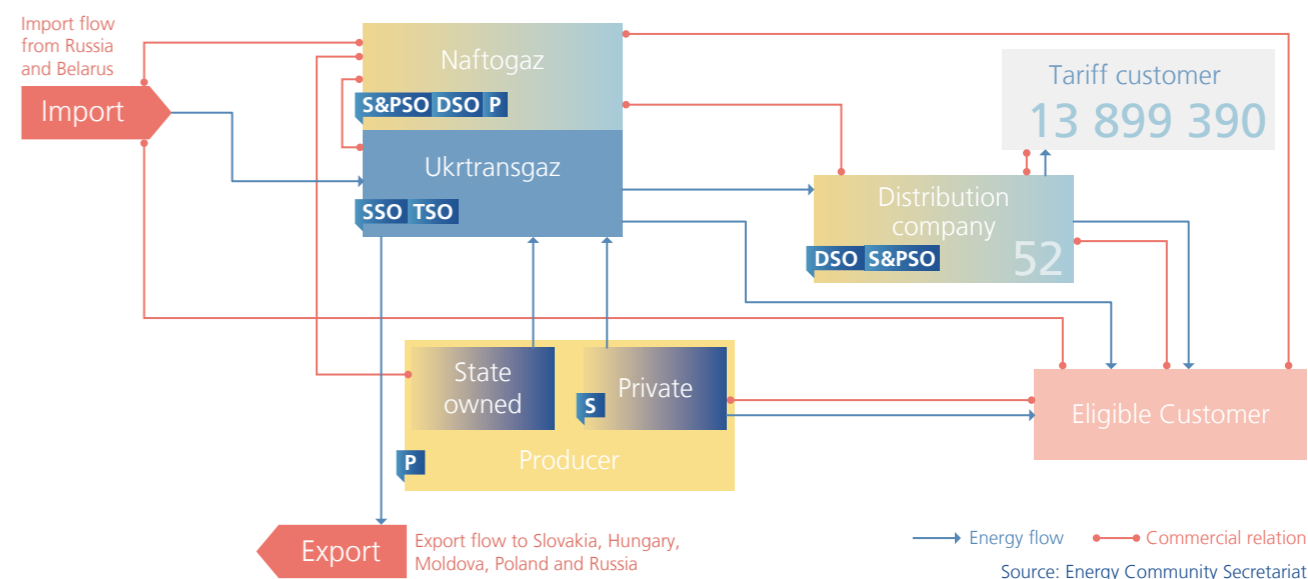 Import flow
from Russia
and Belarus
Import
Naftogaz
S&PSO DSO P
Ukrtransgaz
SSO TSO
Tariff customer
13 899 390
Distribution
company
52
DSO S&PSO
State
owned
Private
S
P
Producer
Eligible Customer
Export
Export flow to Slovakia, Hungary,
Moldova, Poland and Russia
Energy flow
Commercial relation
Source: Energy Community Secretariat